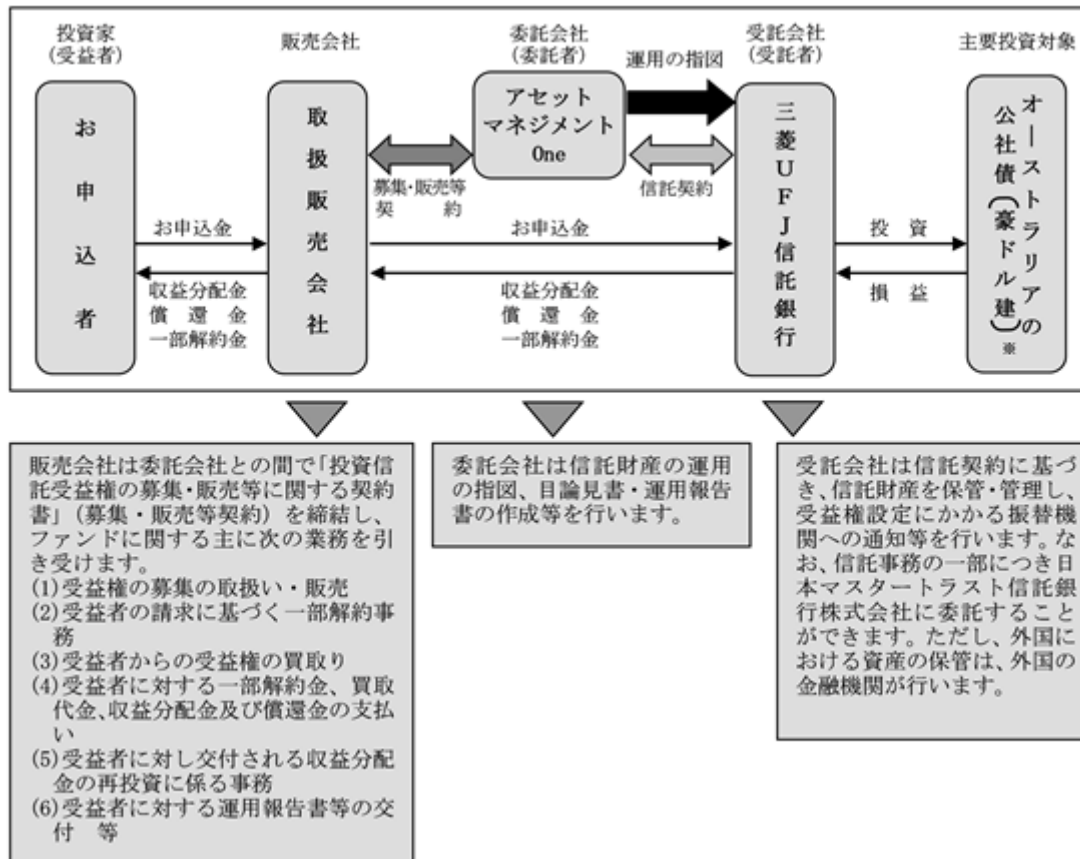 投資家
(受益者)
販売会社
委託会社
(委託者)
受託会社
(受託者)
主要投資対象
運用の指図
お申込者
取扱販売会社
アセット
マネジメント
One
三菱UFJ信託銀行
オーストラリアの
公社債(豪ドル建)※
募集・販売等
契 約
信託契約
お申込金
お申込金
投 資
収益分配金
償 還 金
一部解約金
収益分配金
償 還 金
一部解約金
損 益
販売会社は委託会社との間で「投資信
託受益権の募集・販売等に関する契約
書」(募集・販売等契約)を締結し、
ファンドに関する主に次の業務を引
き受けます。
(1)受益権の募集の取扱い・販売
(2)受益者の請求に基づく一部解約事
務
(3)受益者からの受益権の買取り
(4)受益者に対する一部解約金、買取
代金、収益分配金及び償還金の支払
い
(5)受益者に対し交付される収益分配
金の再投資に係る事務
(6)受益者に対する運用報告書等の交
付 等
委託会社は信託財産の運用
の指図、目論見書・運用報告
書の作成等を行います。
受託会社は信託契約に基づ
き、信託財産を保管・管理し、
受益権設定にかかる振替機
関への通知等を行います。な
お、信託事務の一部につき日
本マスタートラスト信託銀
行株式会社に委託すること
ができます。ただし、外国に
おける資産の保管は、外国の
金融機関が行います。